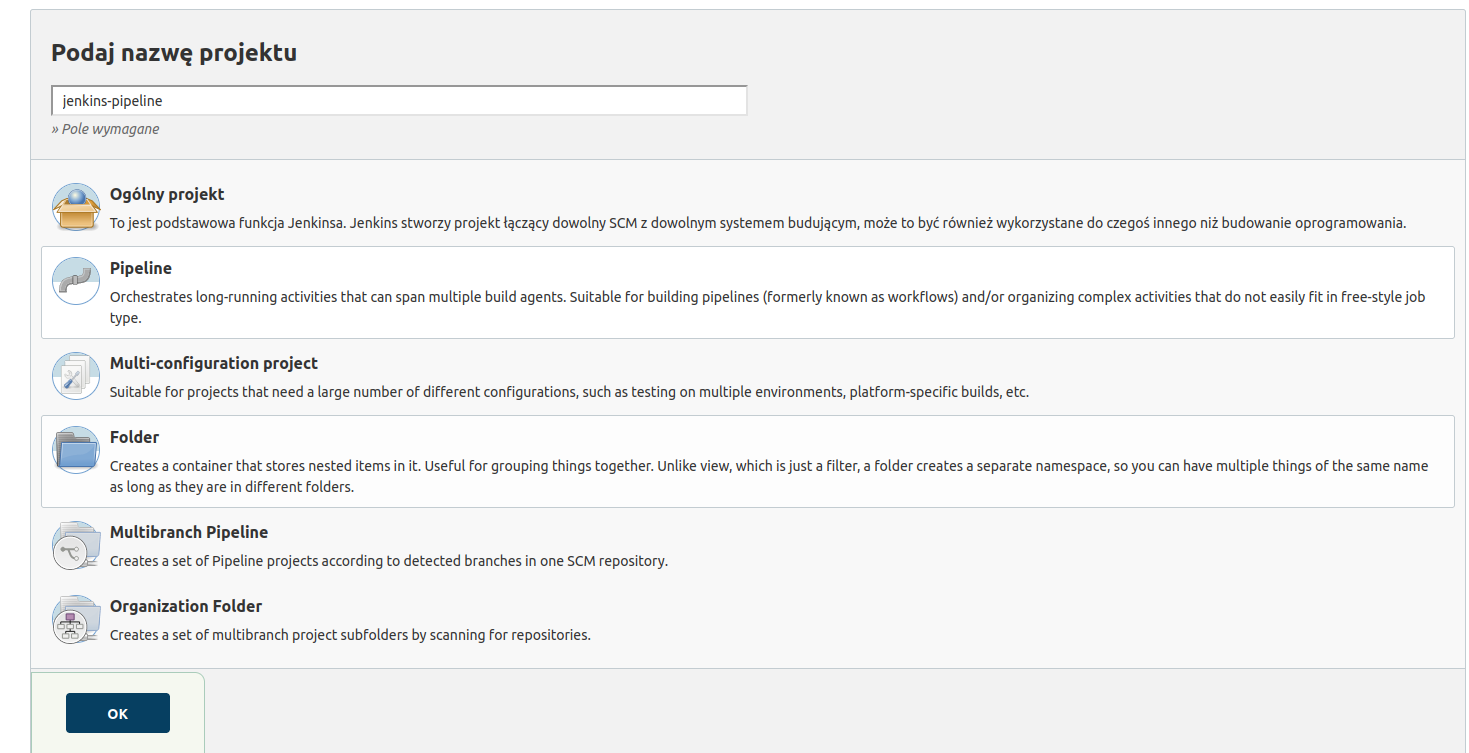 Podaj nazwę projektu
jenkins-pipeline
» Pole wymagane
Ogólny projekt
To jest podstawowa funkcja Jenkinsa. Jenkins stworzy projekt łączący dowolny SCM z dowolnym systemem budującym, może to być również wykorzystane do czegoś innego niż budowanie oprogramowania.
Pipeline
Orchestrates long-running activities that can span multiple build agents. Suitable for building pipelines (formerly known as workflows) and/or organizing complex activities that do not easily fit in free-style job
type.
Multi-configuration project
Suitable for projects that need a large number of different configurations, such as testing on multiple environments, platform-specific builds, etc.
Folder
Creates a container that stores nested items in it. Useful for grouping things together. Unlike view, which is just a filter, a folder creates a separate namespace, so you can have multiple things of the same name
as long as they are in different folders.
Multibranch Pipeline
Creates a set of Pipeline projects according to detected branches in one SCM repository.
Organization Folder
Creates a set of multibranch project subfolders by scanning for repositories.
OK